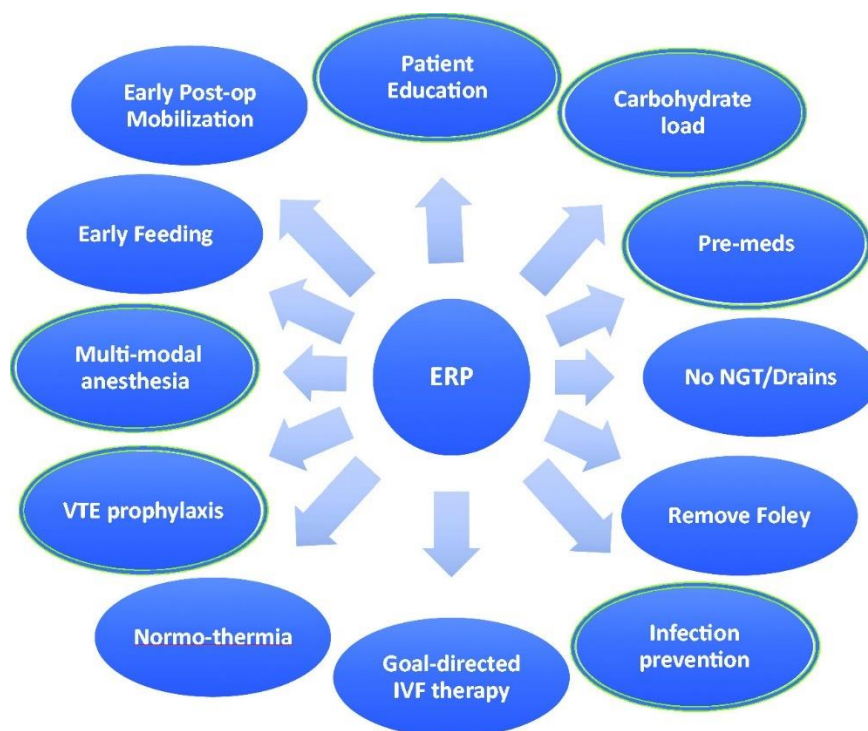 Patient
Education
Carbohydrate
load
Pre-meds
No NGT/Drains
Remove Foley
Infection
prevention
Goal-directed
IVF therapy
Normo-thermia
VTE prophylaxis
Multi-modal
anesthesia
Early Feeding
Early Post-op
Mobilization
ERP